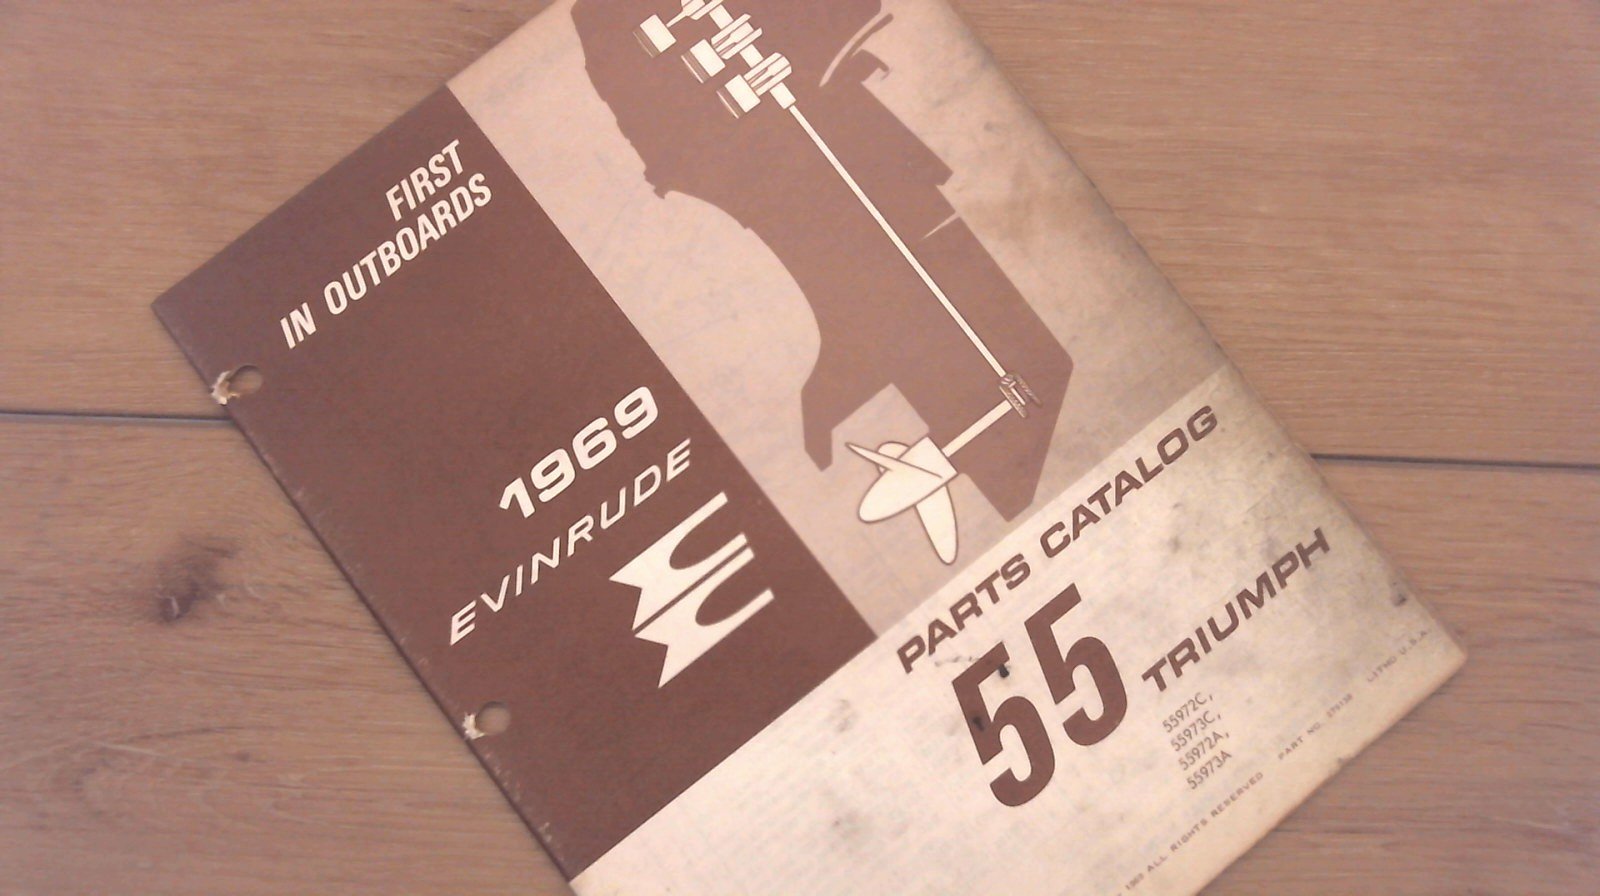 FIRST
IN OUTBOARDS
1969
EVINRUDE
PARTS CATALOG
55
TRIUMPH
55972C,
55973C,
55972A,
55973A
1969 ALL RIGHTS RESERVED PART NO. LITHO U.S.A.